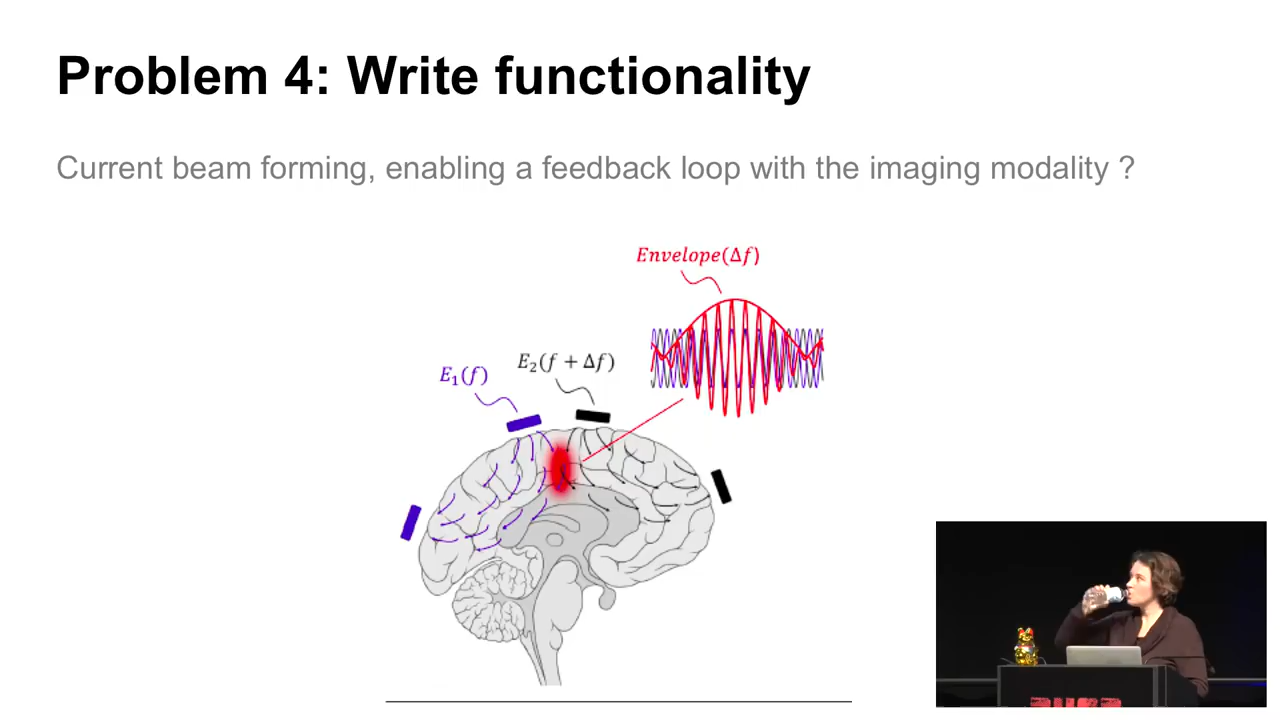 Problem 4: Write functionality
Current beam forming, enabling a feedback loop with the imaging modality ?
Envelope(Δf)
E₂(f + Δf)
E₁(f)